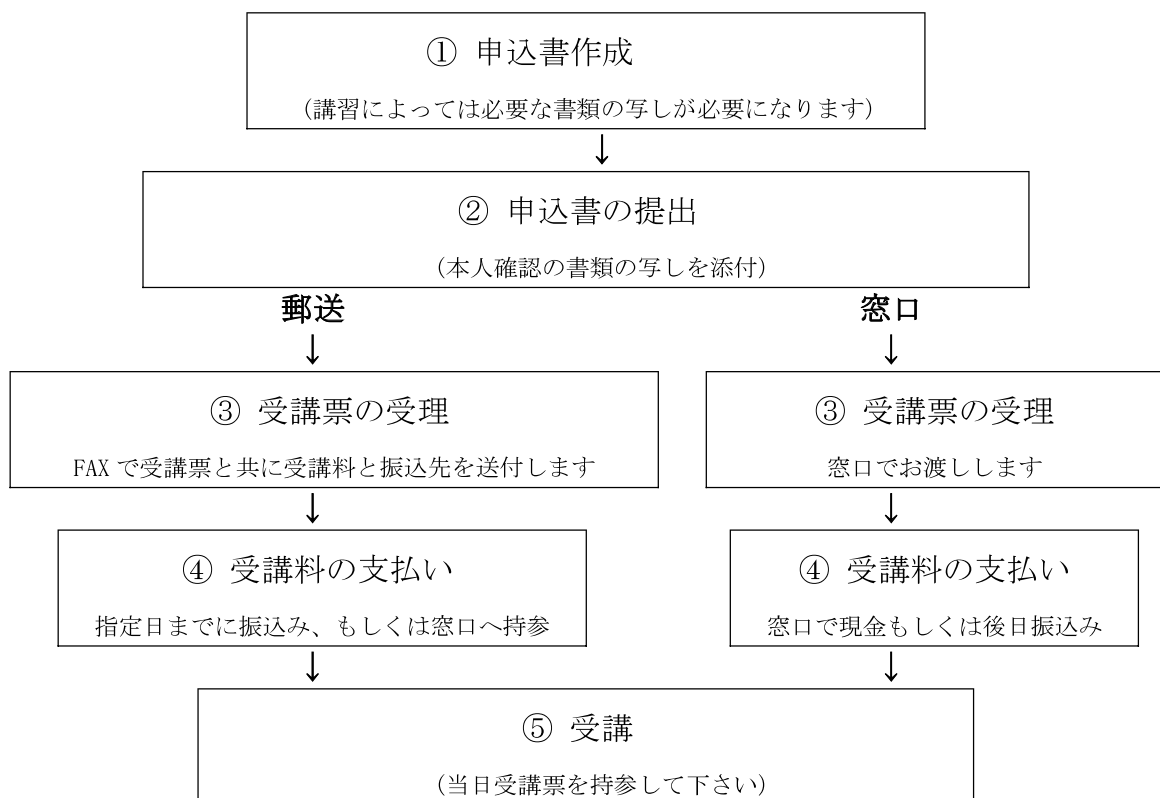 ① 申込書作成
(講習によっては必要な書類の写しが必要になります)
② 申込書の提出
(本人確認の書類の写しを添付)
郵送
窓口
③ 受講票の受理
FAXで受講票と共に受講料と振込先を送付します
③ 受講票の受理
窓口でお渡しします
④ 受講料の支払い
指定日までに振込み、もしくは窓口へ持参
④ 受講料の支払い
窓口で現金もしくは後日振込み
⑤ 受講
(当日受講票を持参して下さい)